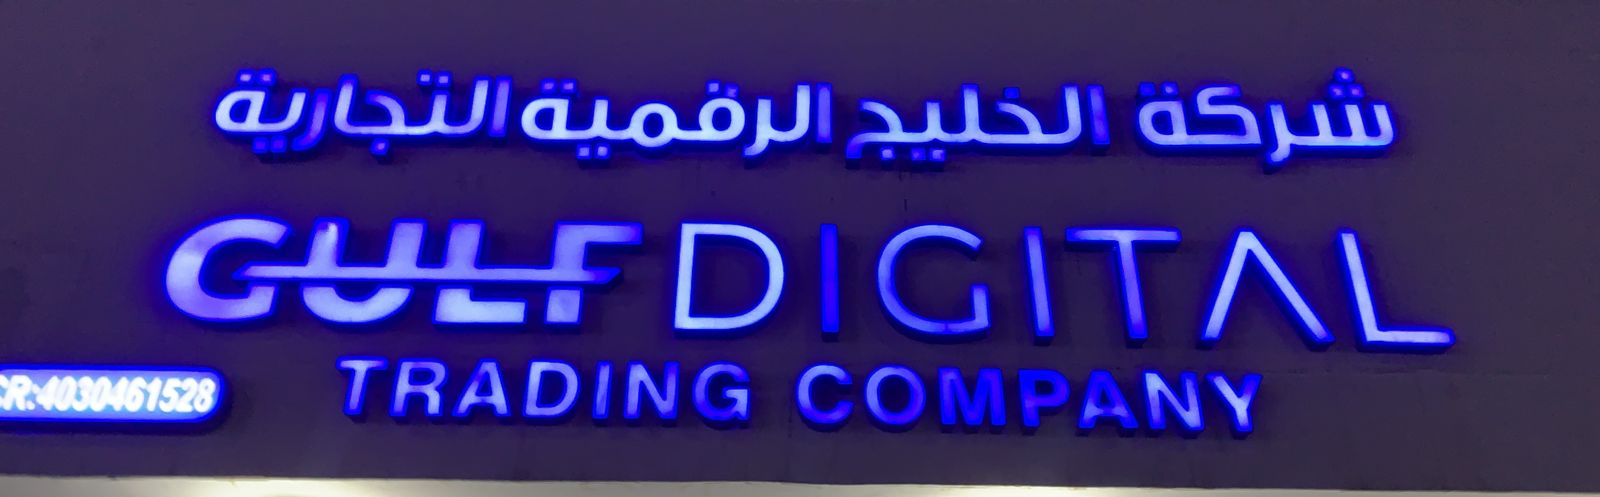 شركة الخليج الرقمية التجارية
GULF DIGITAL
TRADING COMPANY
CR:4030461528